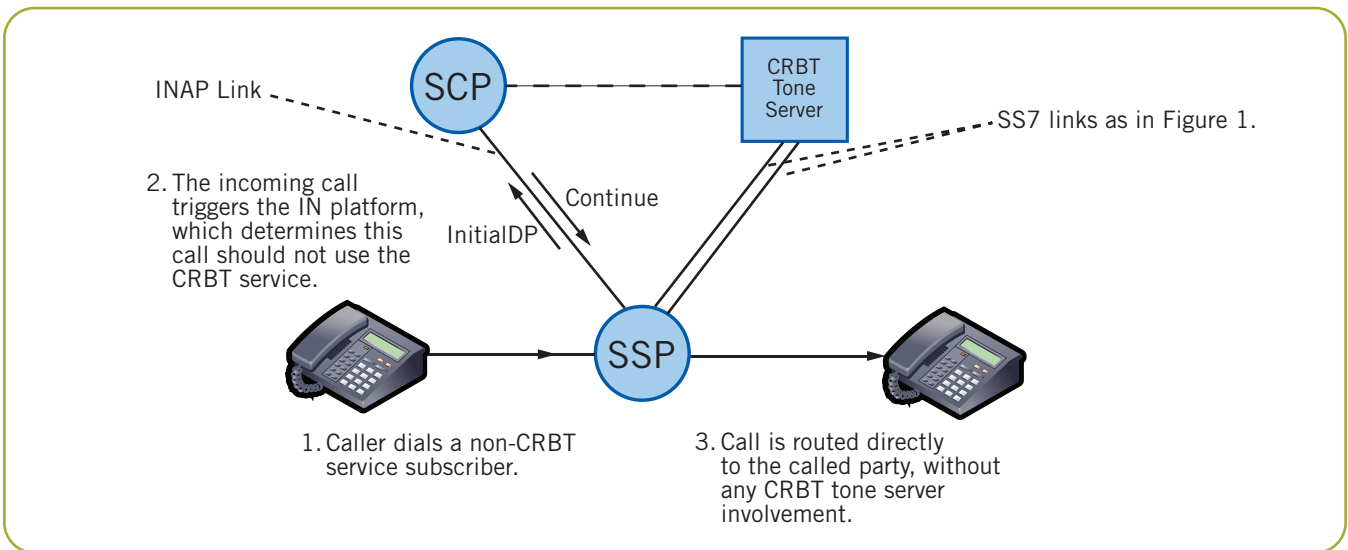 SCP
CRBT
Tone
Server
INAP Link
SS7 links as in Figure 1.
2. The incoming call
triggers the IN platform,
which determines this
call should not use the
CRBT service.
Continue
InitialDP
SSP
1. Caller dials a non-CRBT
service subscriber.
3. Call is routed directly
to the called party, without
any CRBT tone server
involvement.